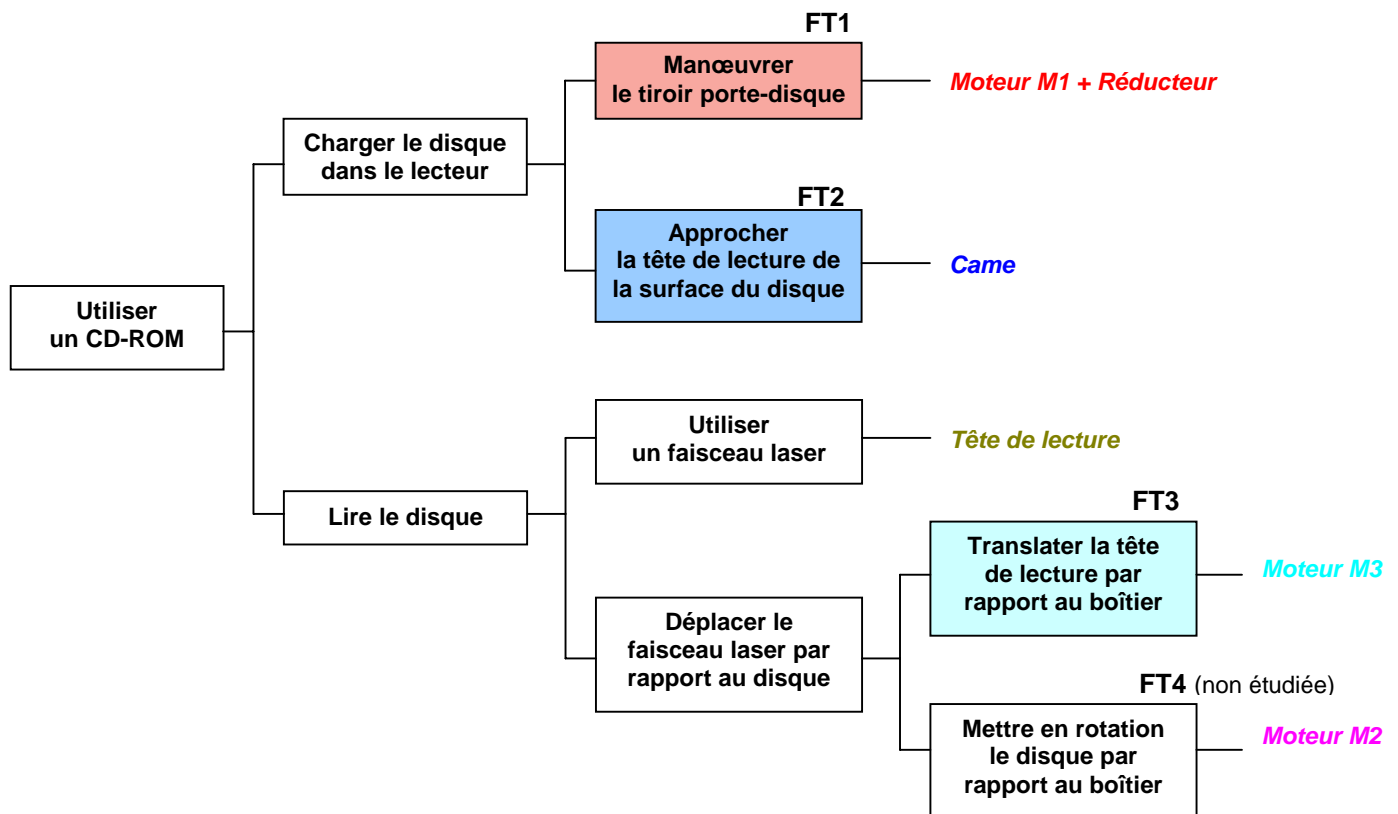 FT1
Manœuvrer
le tiroir porte-disque
Moteur M1 + Réducteur
Charger le disque
dans le lecteur
FT2
Approcher
la tête de lecture de
la surface du disque
Came
Utiliser
un CD-ROM
Utiliser
un faisceau laser
Tête de lecture
Lire le disque
FT3
Translater la tête
de lecture par
rapport au boîtier
Moteur M3
Déplacer le
faisceau laser par
rapport au disque
FT4 (non étudiée)
Mettre en rotation
le disque par
rapport au boîtier
Moteur M2